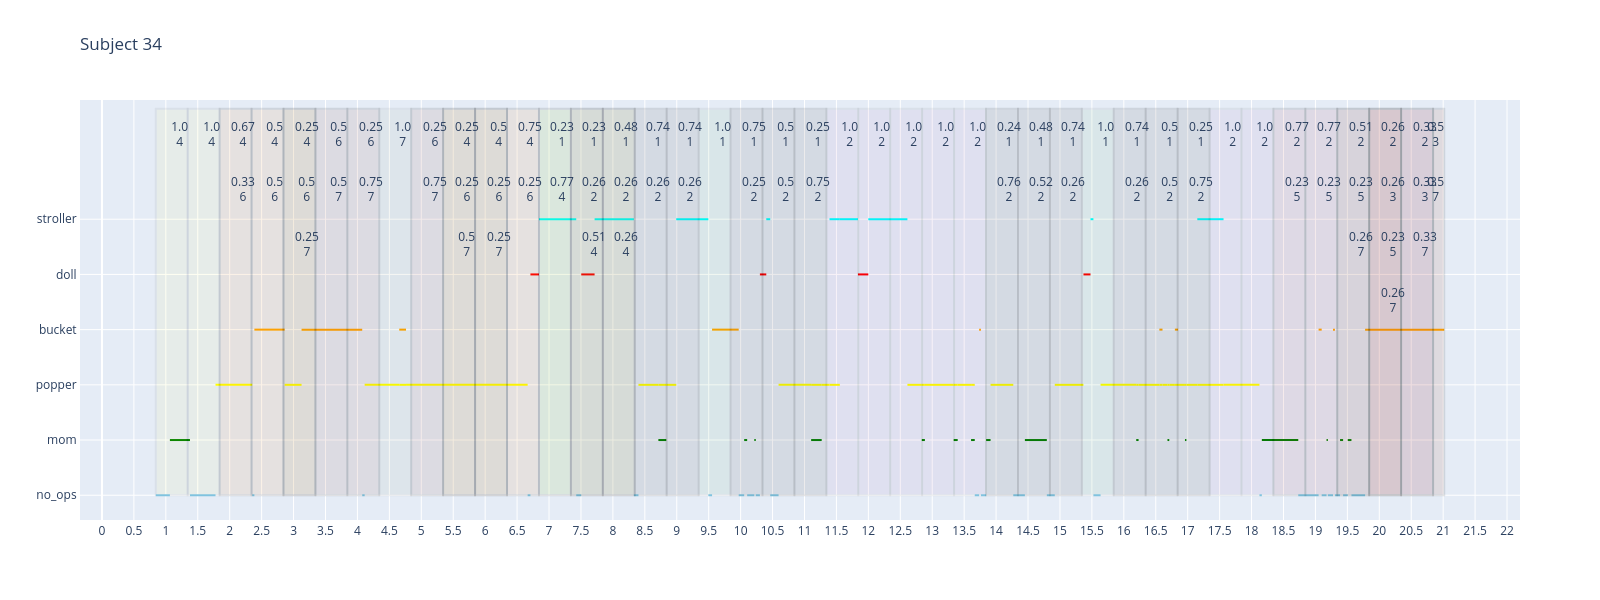 Subject 34
1.0 1.0 0.67 0.5 0.25 0.5 0.25 1.0 0.25 0.25 0.5 0.75 0.23 0.23 0.48 0.74 0.74 1.0 0.75 0.5 0.25 1.0 1.0 1.0 1.0 1.0 0.24 0.48 0.74 1.0 0.74 0.5 0.25 1.0 1.0 0.77 0.77 0.51 0.26
4 4 4 4 4 6 6 7 6 4 4 4 1 1 1 1 1 1 1 1 1 2 2 2 2 2 1 1 1 1 1 1 1 2 2 2 2 2 2 2 3
0.33 0.5 0.5 0.5 0.75 0.75 0.25 0.25 0.25 0.77 0.26 0.26 0.26 0.26 0.25 0.5 0.75 0.76 0.52 0.26 0.26 0.5 0.75 0.23 0.23 0.23 0.26
6 6 6 7 7 7 6 6 6 4 2 2 2 2 2 2 2 2 2 2 2 2 2 5 5 5 3 3 7
stroller
0.25 0.5 0.25 0.51 0.26 0.26 0.23 0.33
7 7 7 4 4 7 5 7
doll
0.26
7
bucket
popper
mom
no_ops
0 0.5 1 1.5 2 2.5 3 3.5 4 4.5 5 5.5 6 6.5 7 7.5 8 8.5 9 9.5 10 10.5 11 11.5 12 12.5 13 13.5 14 14.5 15 15.5 16 16.5 17 17.5 18 18.5 19 19.5 20 20.5 21 21.5 22